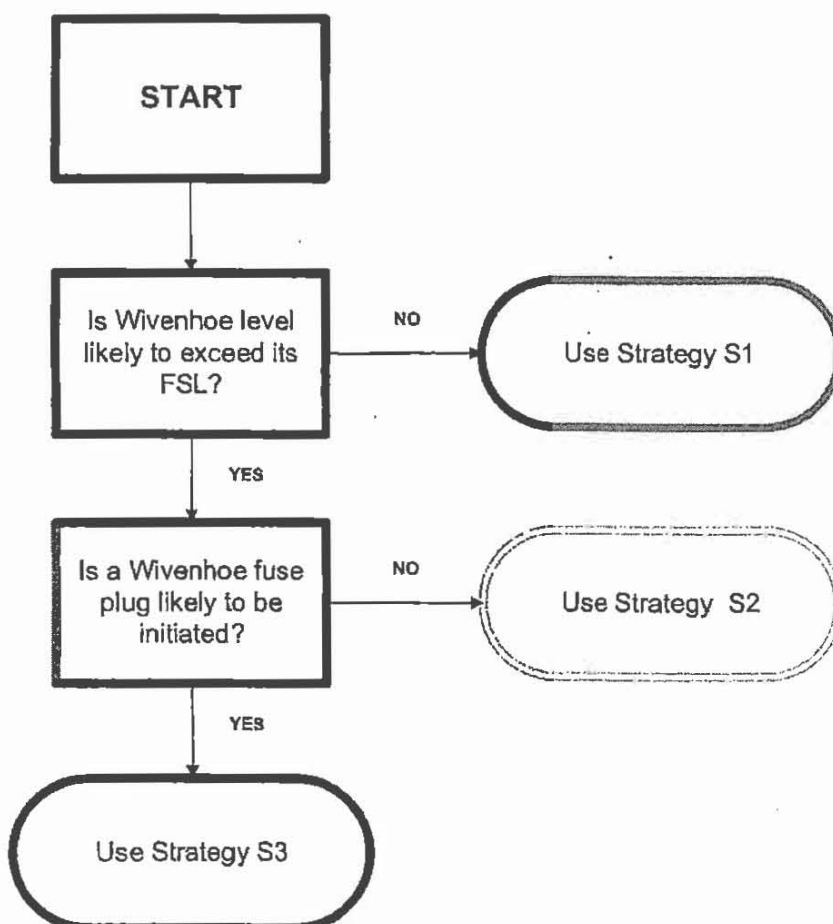 START
Is Wivenhoe level
likely to exceed its
FSL?
NO
Use Strategy S1
YES
Is a Wivenhoe fuse
plug likely to be
initiated?
NO
Use Strategy S2
YES
Use Strategy S3